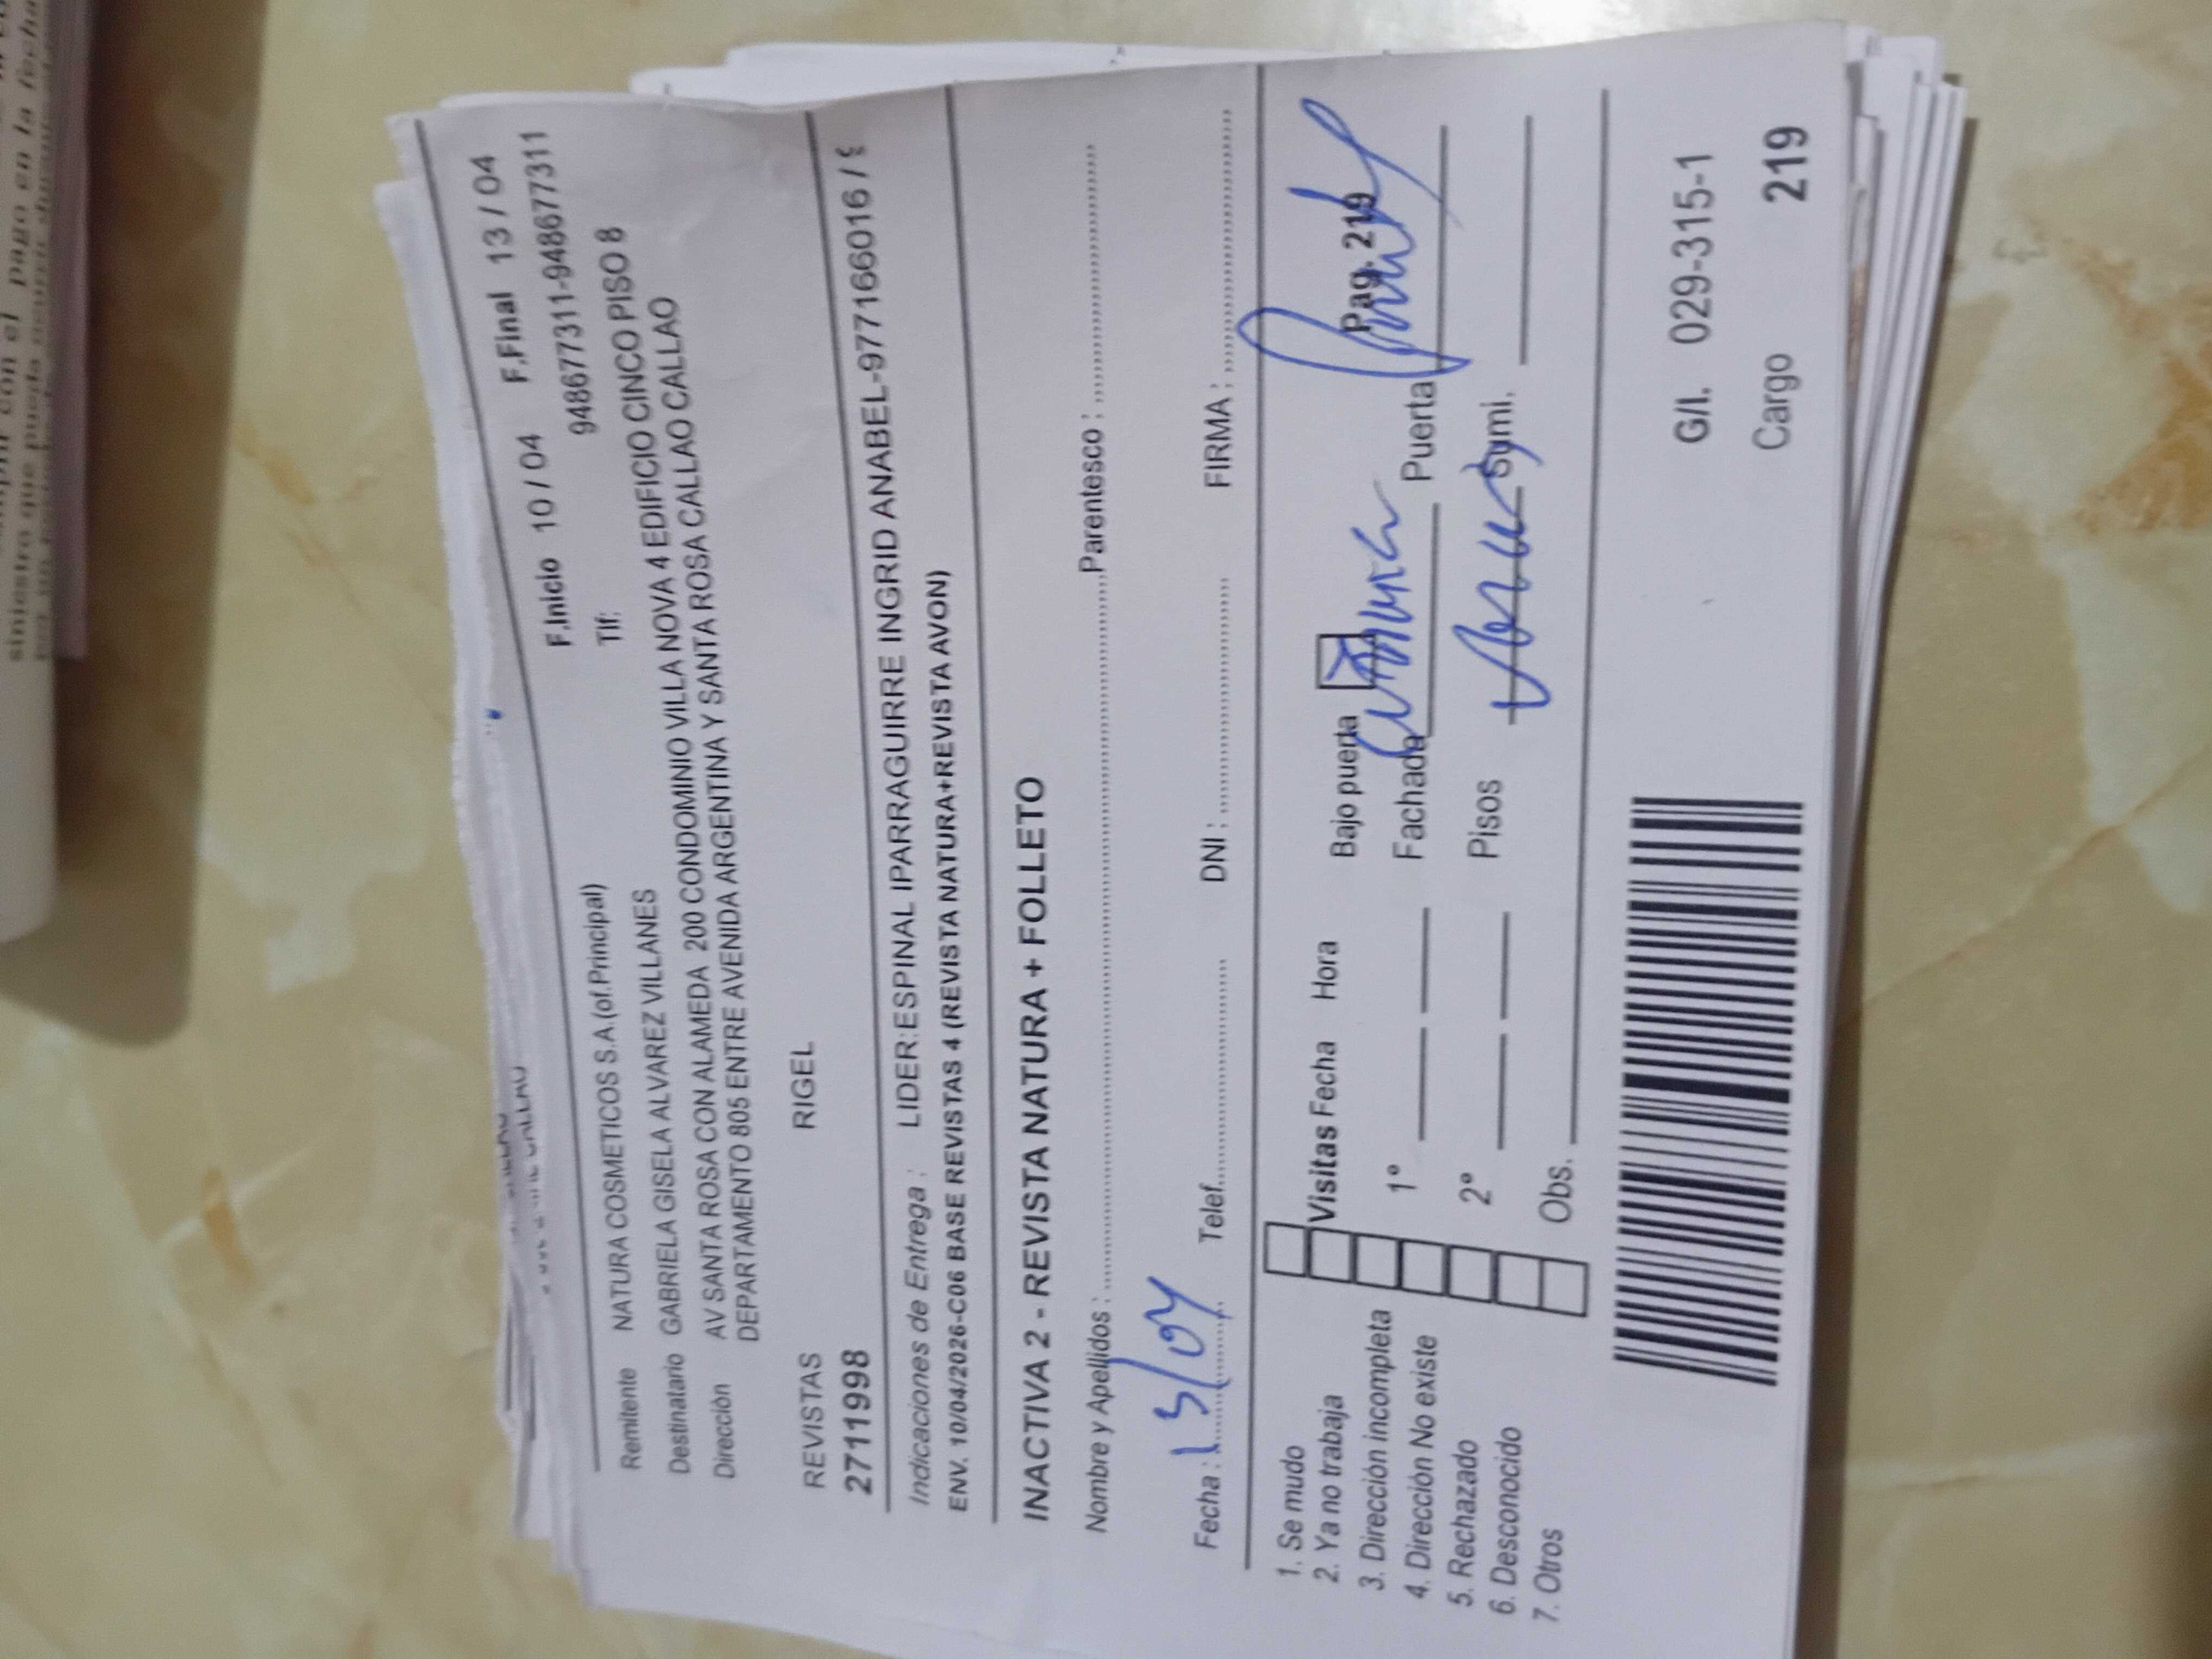 F.Inicio 10 / 04 F.Final 13 / 04
Tlf: 948677311-948677311
Remitente NATURA COSMETICOS S.A.(of.Principal)
Destinatario GABRIELA GISELA ALVAREZ VILLANES
Dirección AV SANTA ROSA CON ALAMEDA 200 CONDOMINIO VILLA NOVA 4 EDIFICIO CINCO PISO 8
DEPARTAMENTO 805 ENTRE AVENIDA ARGENTINA Y SANTA ROSA CALLAO CALLAO CALLAO
REVISTAS RIGEL
2711998
Indicaciones de Entrega : LIDER:ESPINAL IPARRAGUIRRE INGRID ANABEL-977166016 /
ENV. 10/04/2026-C06 BASE REVISTAS 4 (REVISTA NATURA+REVISTA AVON)
INACTIVA 2 - REVISTA NATURA + FOLLETO
Nombre y Apellidos : Parentesco :
Fecha : 13/04 Telef. DNI : FIRMA :
1. Se mudo
2. Ya no trabaja
3. Dirección incompleta
4. Dirección No existe
5. Rechazado
6. Desconocido
7. Otros
Visitas Fecha Hora Bajo puerta Pag. 219
1° Fachada Puerta
2° Pisos Sumi.
Obs.
G/I. 029-315-1
Cargo 219